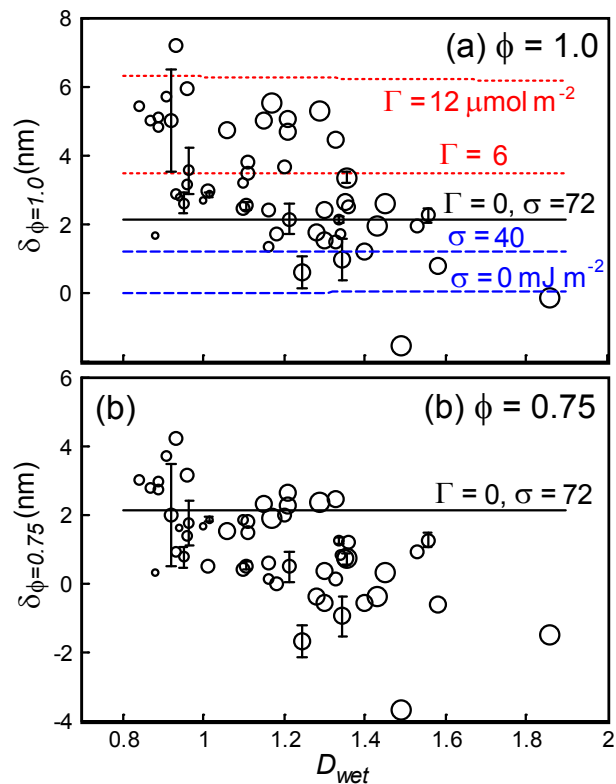 8
(a) ϕ = 1.0
6
Γ = 12 μmol m⁻²
4
Γ = 6
δϕ=1.0(nm)
Γ = 0, σ = 72
2
σ = 40
0
σ = 0 mJ m⁻²
6
(b)
(b) ϕ = 0.75
4
Γ = 0, σ = 72
2
δϕ=0.75(nm)
0
-2
-4
0.8 1 1.2 1.4 1.6 1.8 2
Dwet